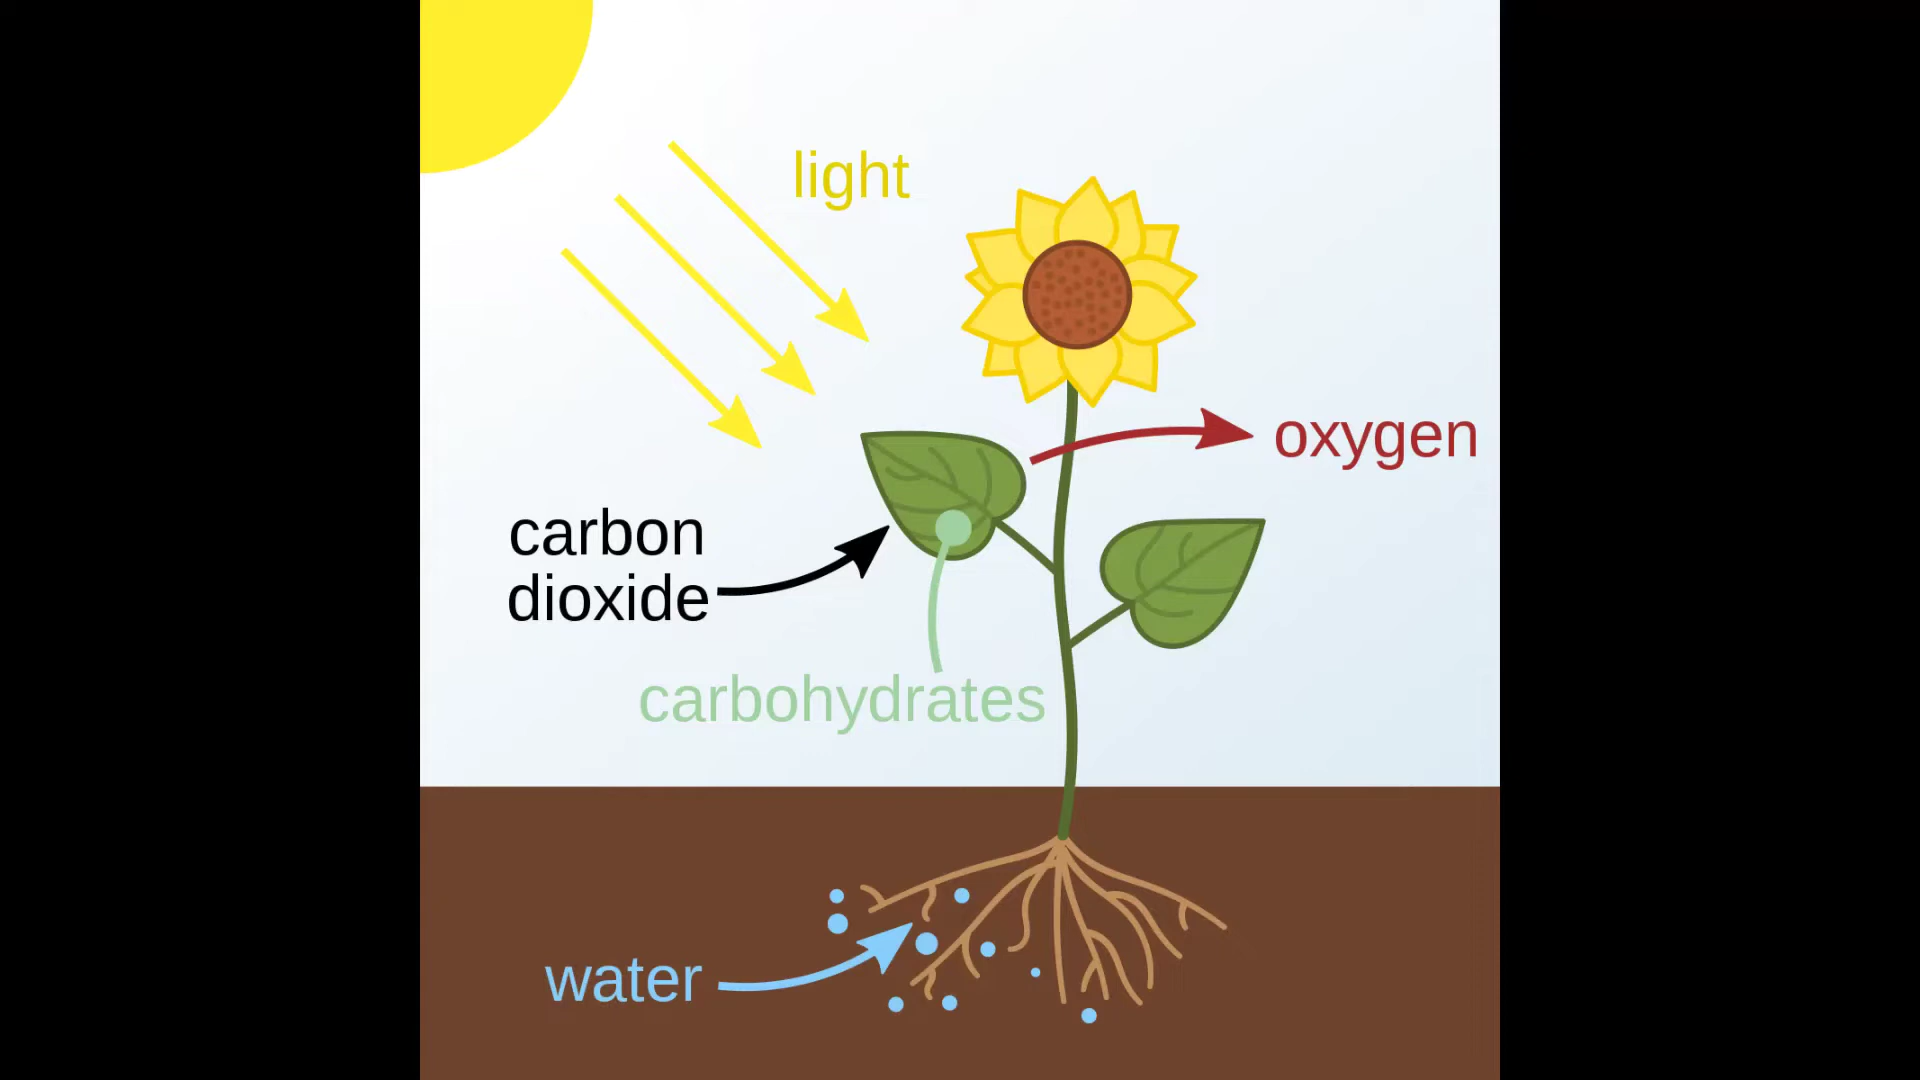 light
oxygen
carbon
dioxide
carbohydrates
water